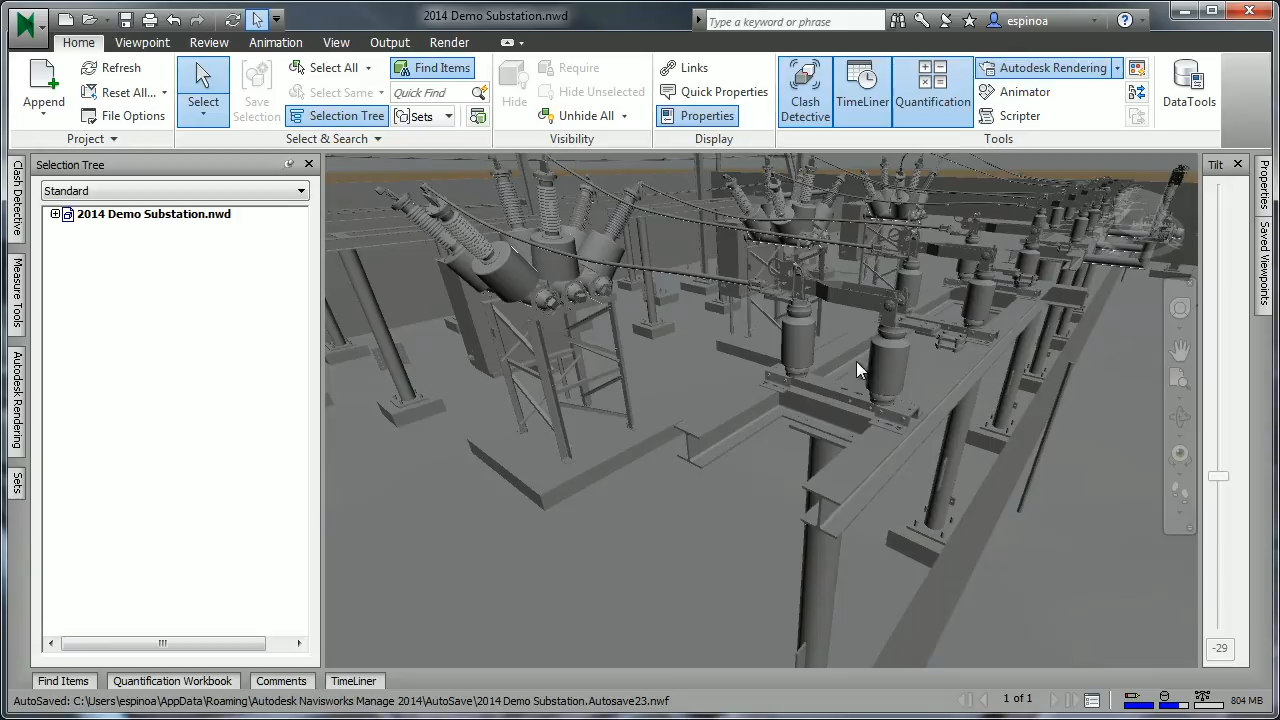 2014 Demo Substation.nwd
Type a keyword or phrase
espinoa
Home
Viewpoint
Review
Animation
View
Output
Render
Append
Refresh
Reset All...
File Options
Project
Select
Save Selection
Select All
Select Same
Selection Tree
Find Items
Quick Find
Sets
Select & Search
Hide
Require
Hide Unselected
Unhide All
Visibility
Links
Quick Properties
Properties
Display
Clash Detective
TimeLiner
Quantification
Autodesk Rendering
Animator
Scripter
Tools
DataTools
Clash Detective
Measure Tools
Autodesk Rendering
Sets
Selection Tree
Standard
2014 Demo Substation.nwd
Tilt
-29
Properties
Saved Viewpoints
Find Items
Quantification Workbook
Comments
TimeLiner
AutoSaved: C:\Users\espinoa\AppData\Roaming\Autodesk Navisworks Manage 2014\AutoSave\2014 Demo Substation.Autosave23.nwf
1 of 1
804 MB